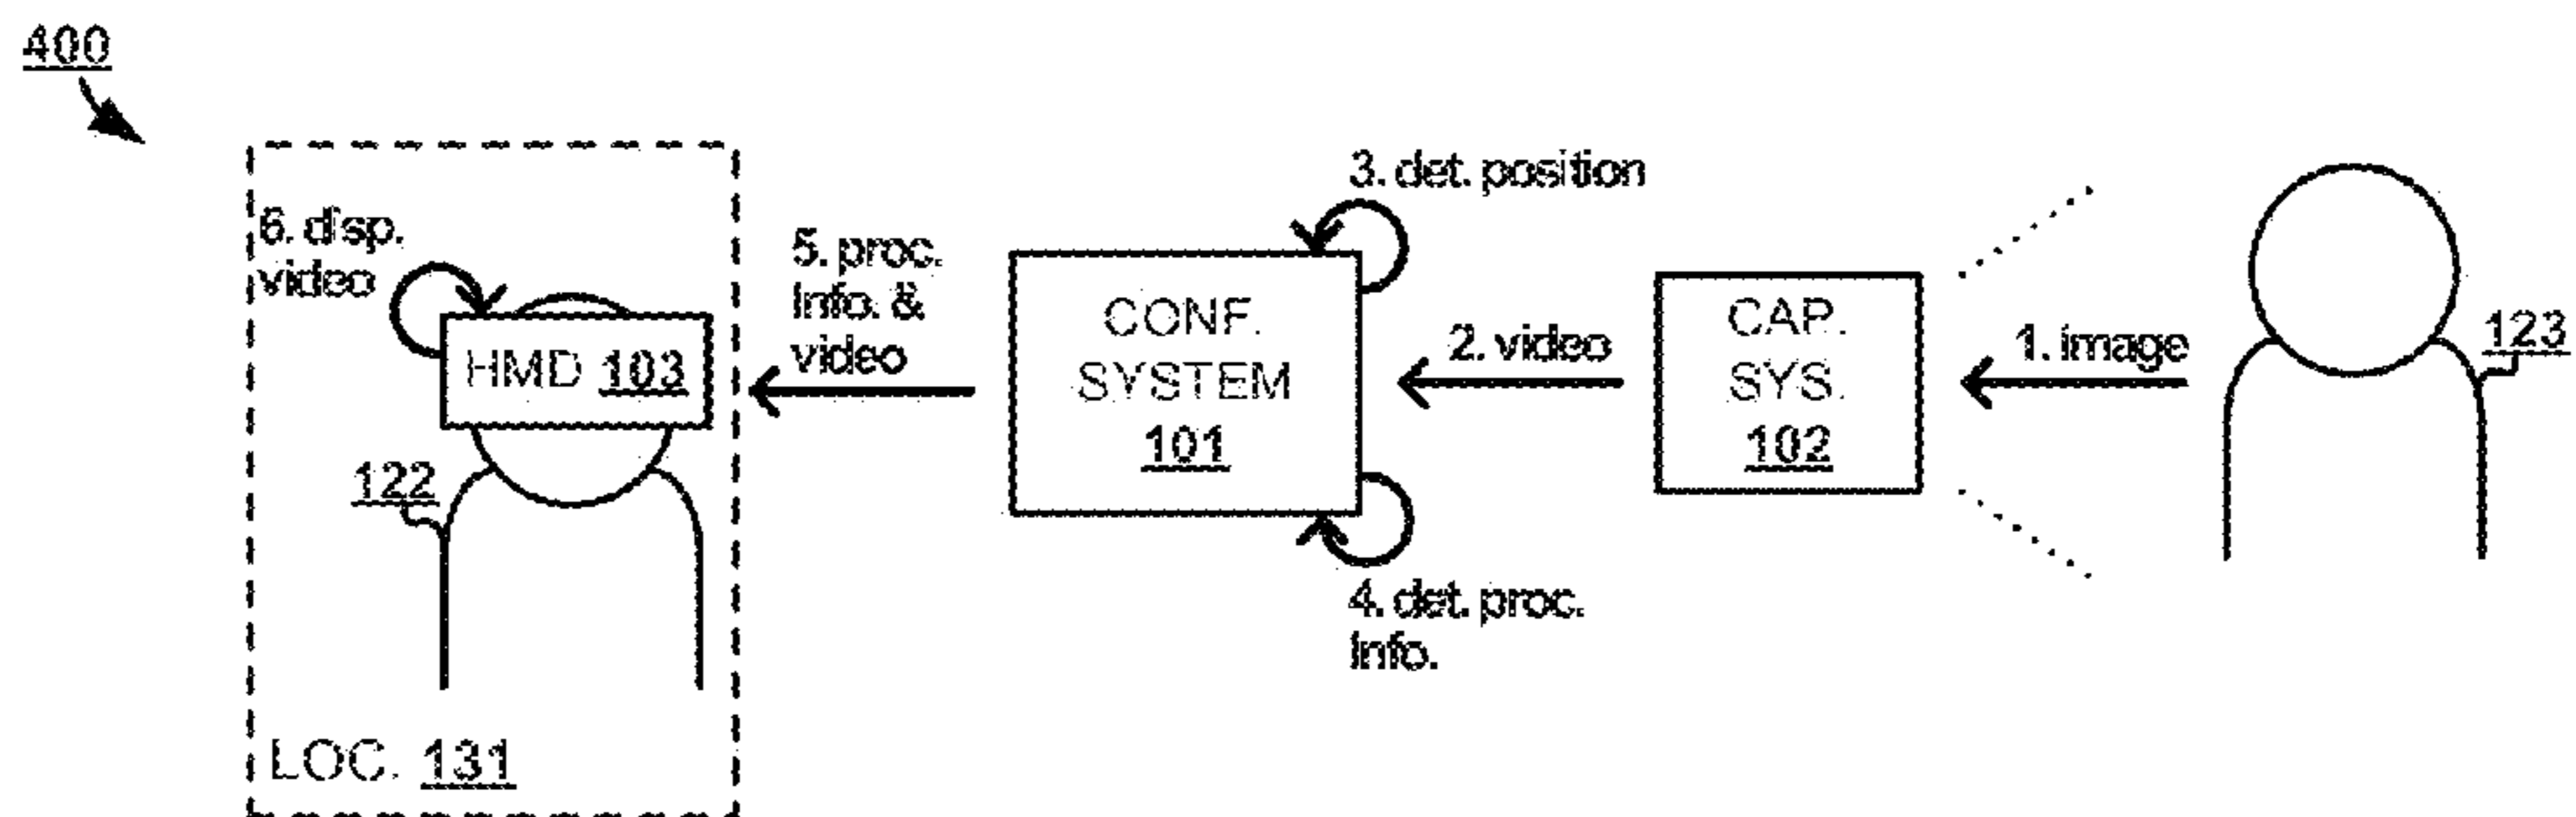 400
3. det. position
6. disp.
video
5. proc.
Info. &
video
CONF.
SYSTEM
101
CAP.
SYS.
102
2. video
1. image
123
HMD 103
122
4. det. proc.
Info.
LOC. 131